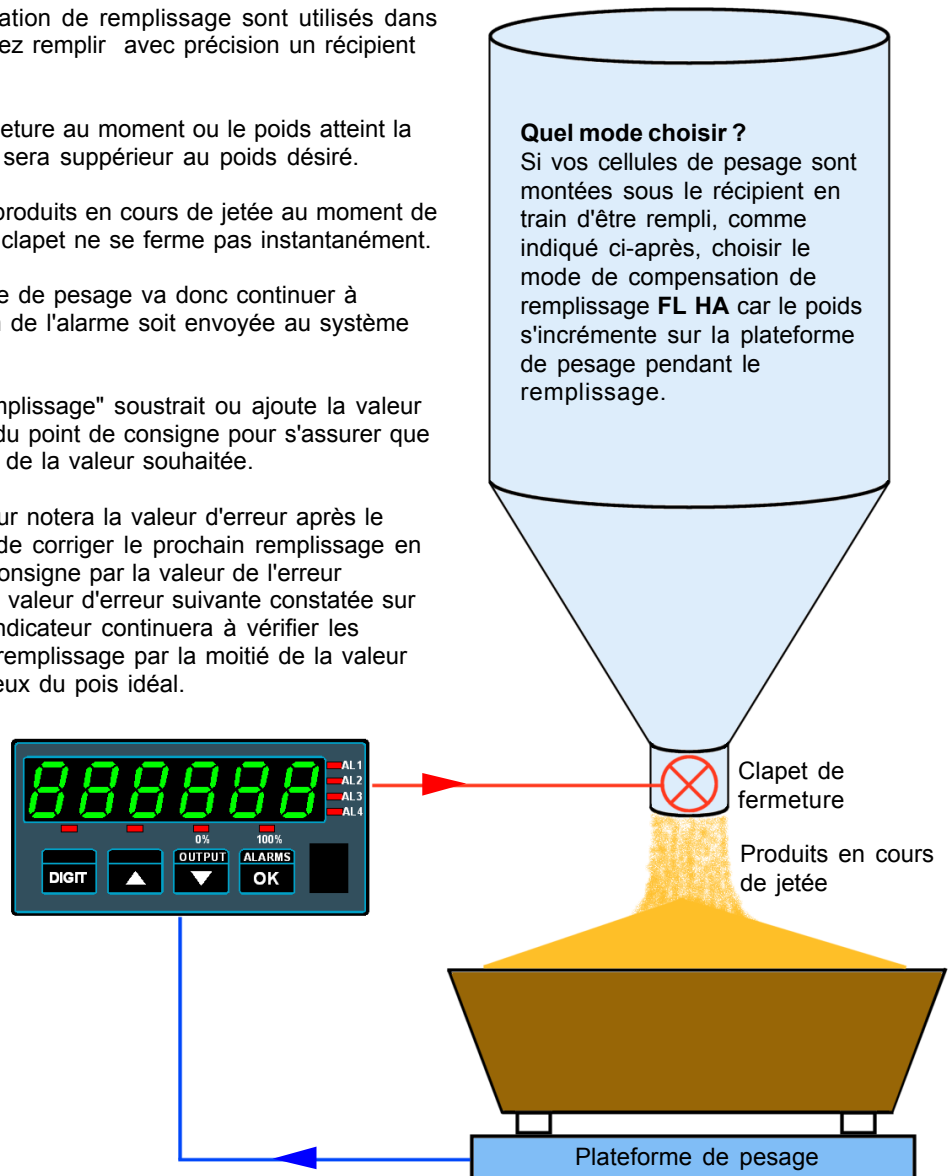 ation de remplissage sont utilisés dans
ez remplir avec précision un récipient
eture au moment ou le poids atteint la
sera suppérieur au poids désiré.
produits en cours de jetée au moment de
clapet ne se ferme pas instantanément.
e de pesage va donc continuer à
de l'alarme soit envoyée au système
mplissage" soustrait ou ajoute la valeur
du point de consigne pour s'assurer que
de la valeur souhaitée.
ur notera la valeur d'erreur après le
de corriger le prochain remplissage en
onsigne par la valeur de l'erreur
valeur d'erreur suivante constatée sur
ndicateur continuera à vérifier les
remplissage par la moitié de la valeur
eux du pois idéal.
Quel mode choisir ?
Si vos cellules de pesage sont
montées sous le récipient en
train d'être rempli, comme
indiqué ci-après, choisir le
mode de compensation de
remplissage FL HA car le poids
s'incrémente sur la plateforme
de pesage pendant le
remplissage.
888888
AL1
AL2
AL3
AL4
0% 100%
OUTPUT ALARMS
DIGIT ▲ ▼ OK
Clapet de
fermeture
Produits en cours
de jetée
Plateforme de pesage